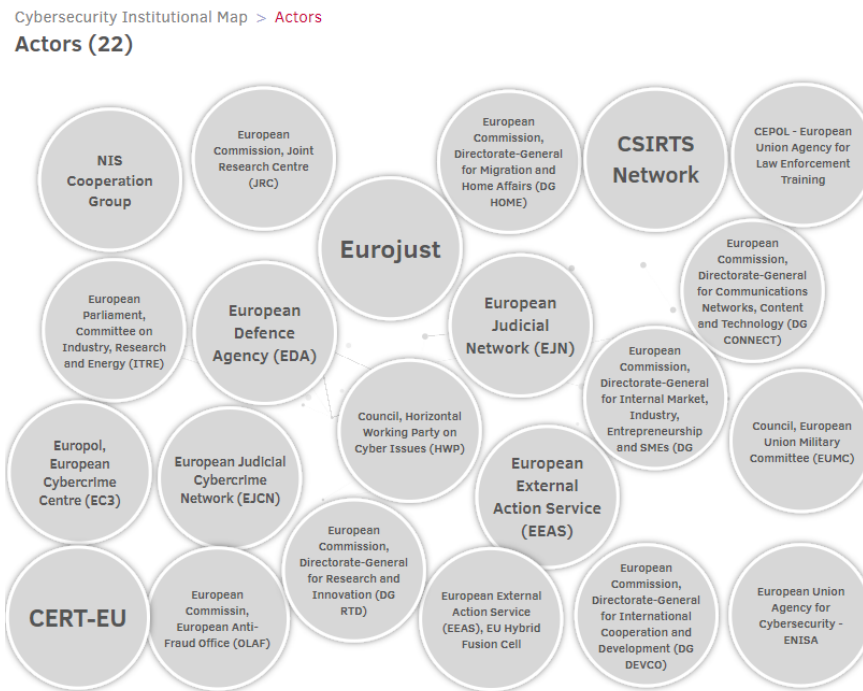 Cybersecurity Institutional Map > Actors
Actors (22)
NIS
Cooperation
Group
European
Commission, Joint
Research Centre
(JRC)
Eurojust
European
Commission,
Directorate-General
for Migration and
Home Affairs (DG
HOME)
CSIRTS
Network
CEPOL - European
Union Agency for
Law Enforcement
Training
European
Parliament,
Committee on
Industry, Research
and Energy (ITRE)
European
Defence
Agency (EDA)
European
Judicial
Network (EJN)
European
Commission,
Directorate-General
for Communications
Networks, Content
and Technology (DG
CONNECT)
Council, Horizontal
Working Party on
Cyber Issues (HWP)
European
Commission,
Directorate-General
for Internal Market,
Industry,
Entrepreneurship
and SMEs (DG
Council, European
Union Military
Committee (EUMC)
Europol,
European
Cybercrime
Centre (EC3)
European Judicial
Cybercrime
Network (EJCN)
European
External
Action Service
(EEAS)
CERT-EU
European
Commissin,
European Anti-
Fraud Office (OLAF)
European
Commission,
Directorate-General
for Research and
Innovation (DG
RTD)
European External
Action Service
(EEAS), EU Hybrid
Fusion Cell
European
Commission,
Directorate-General
for International
Cooperation and
Development (DG
DEVCO)
European Union
Agency for
Cybersecurity -
ENISA